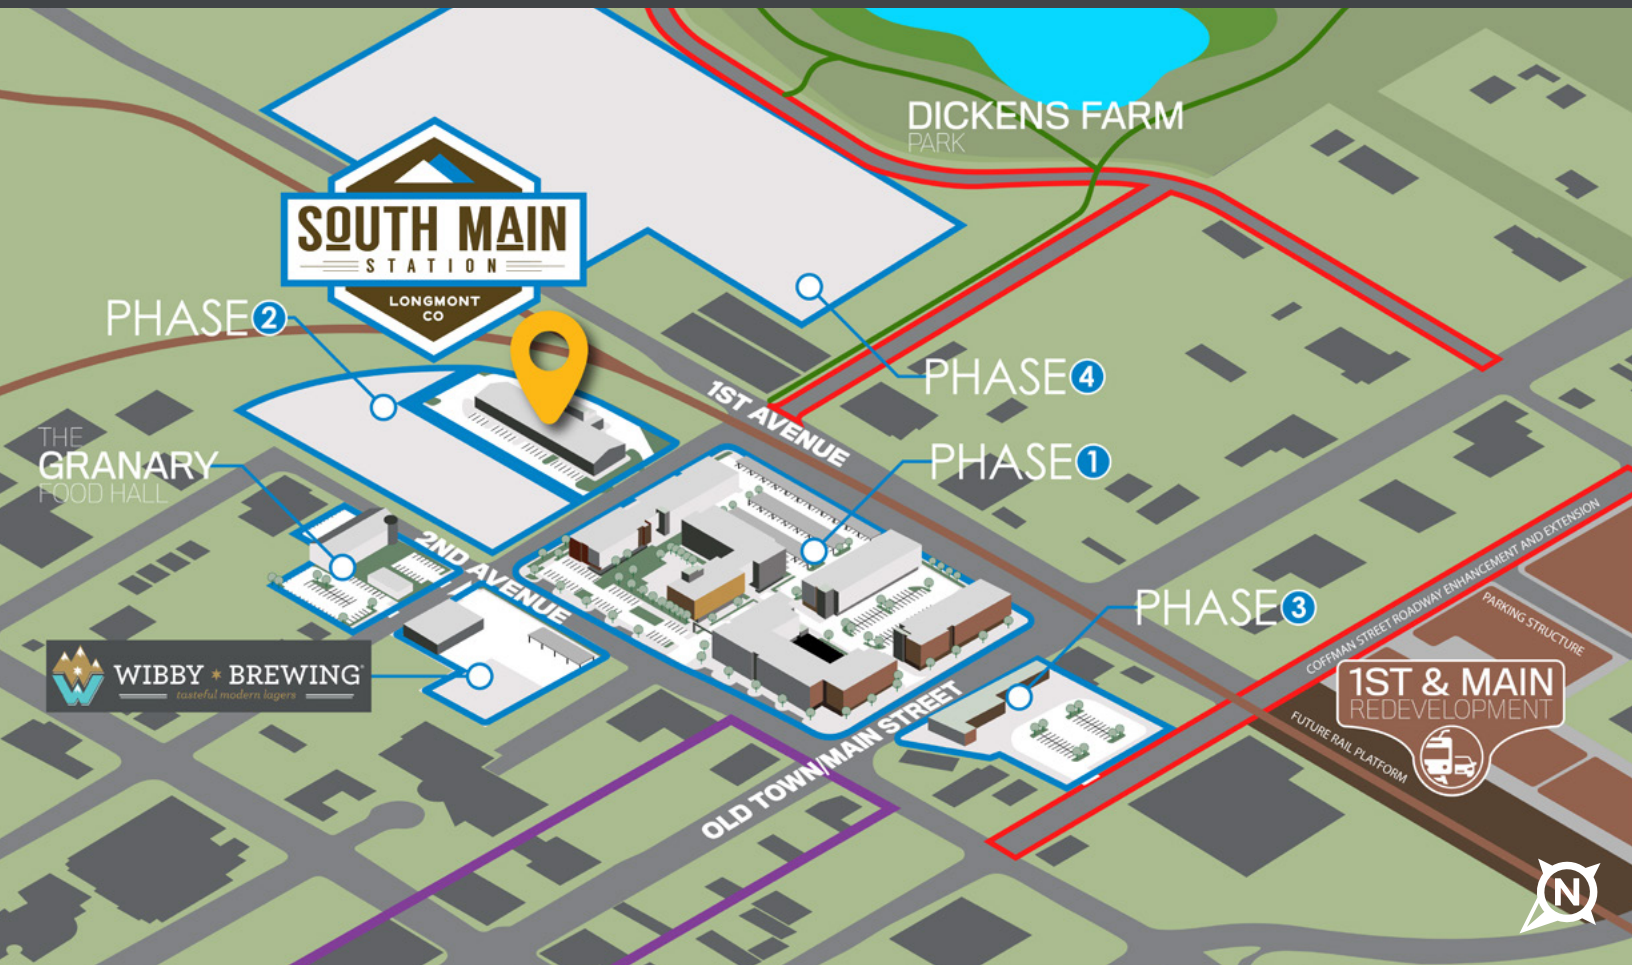 DICKENS FARM
PARK
SOUTH MAIN
STATION
LONGMONT
CO
PHASE 2
PHASE 4
1ST AVENUE
THE
GRANARY
FOOD HALL
PHASE 1
2ND AVENUE
COFFMAN STREET ROADWAY ENHANCEMENT AND EXTENSION
PARKING STRUCTURE
PHASE 3
WIBBY BREWING
tasteful modern lagers
1ST & MAIN
REDEVELOPMENT
OLD TOWN/MAIN STREET
FUTURE RAIL PLATFORM
N